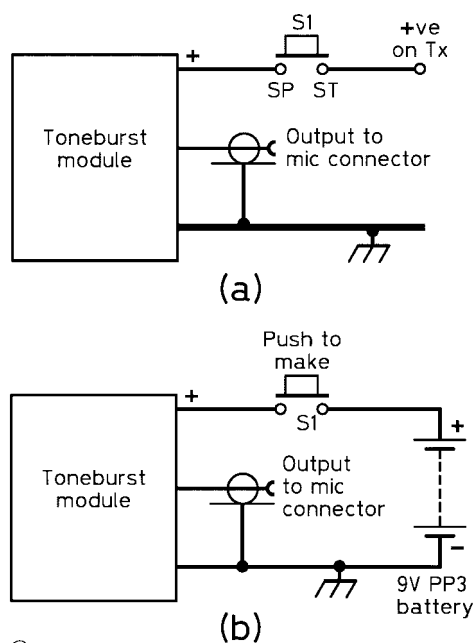 S1
+ve
on Tx
+
SP ST
Toneburst
module
Output to
mic connector
(a)
Push to
make
+
S1
+
Toneburst
module
Output
to mic
connector
−
9V PP3
battery
(b)